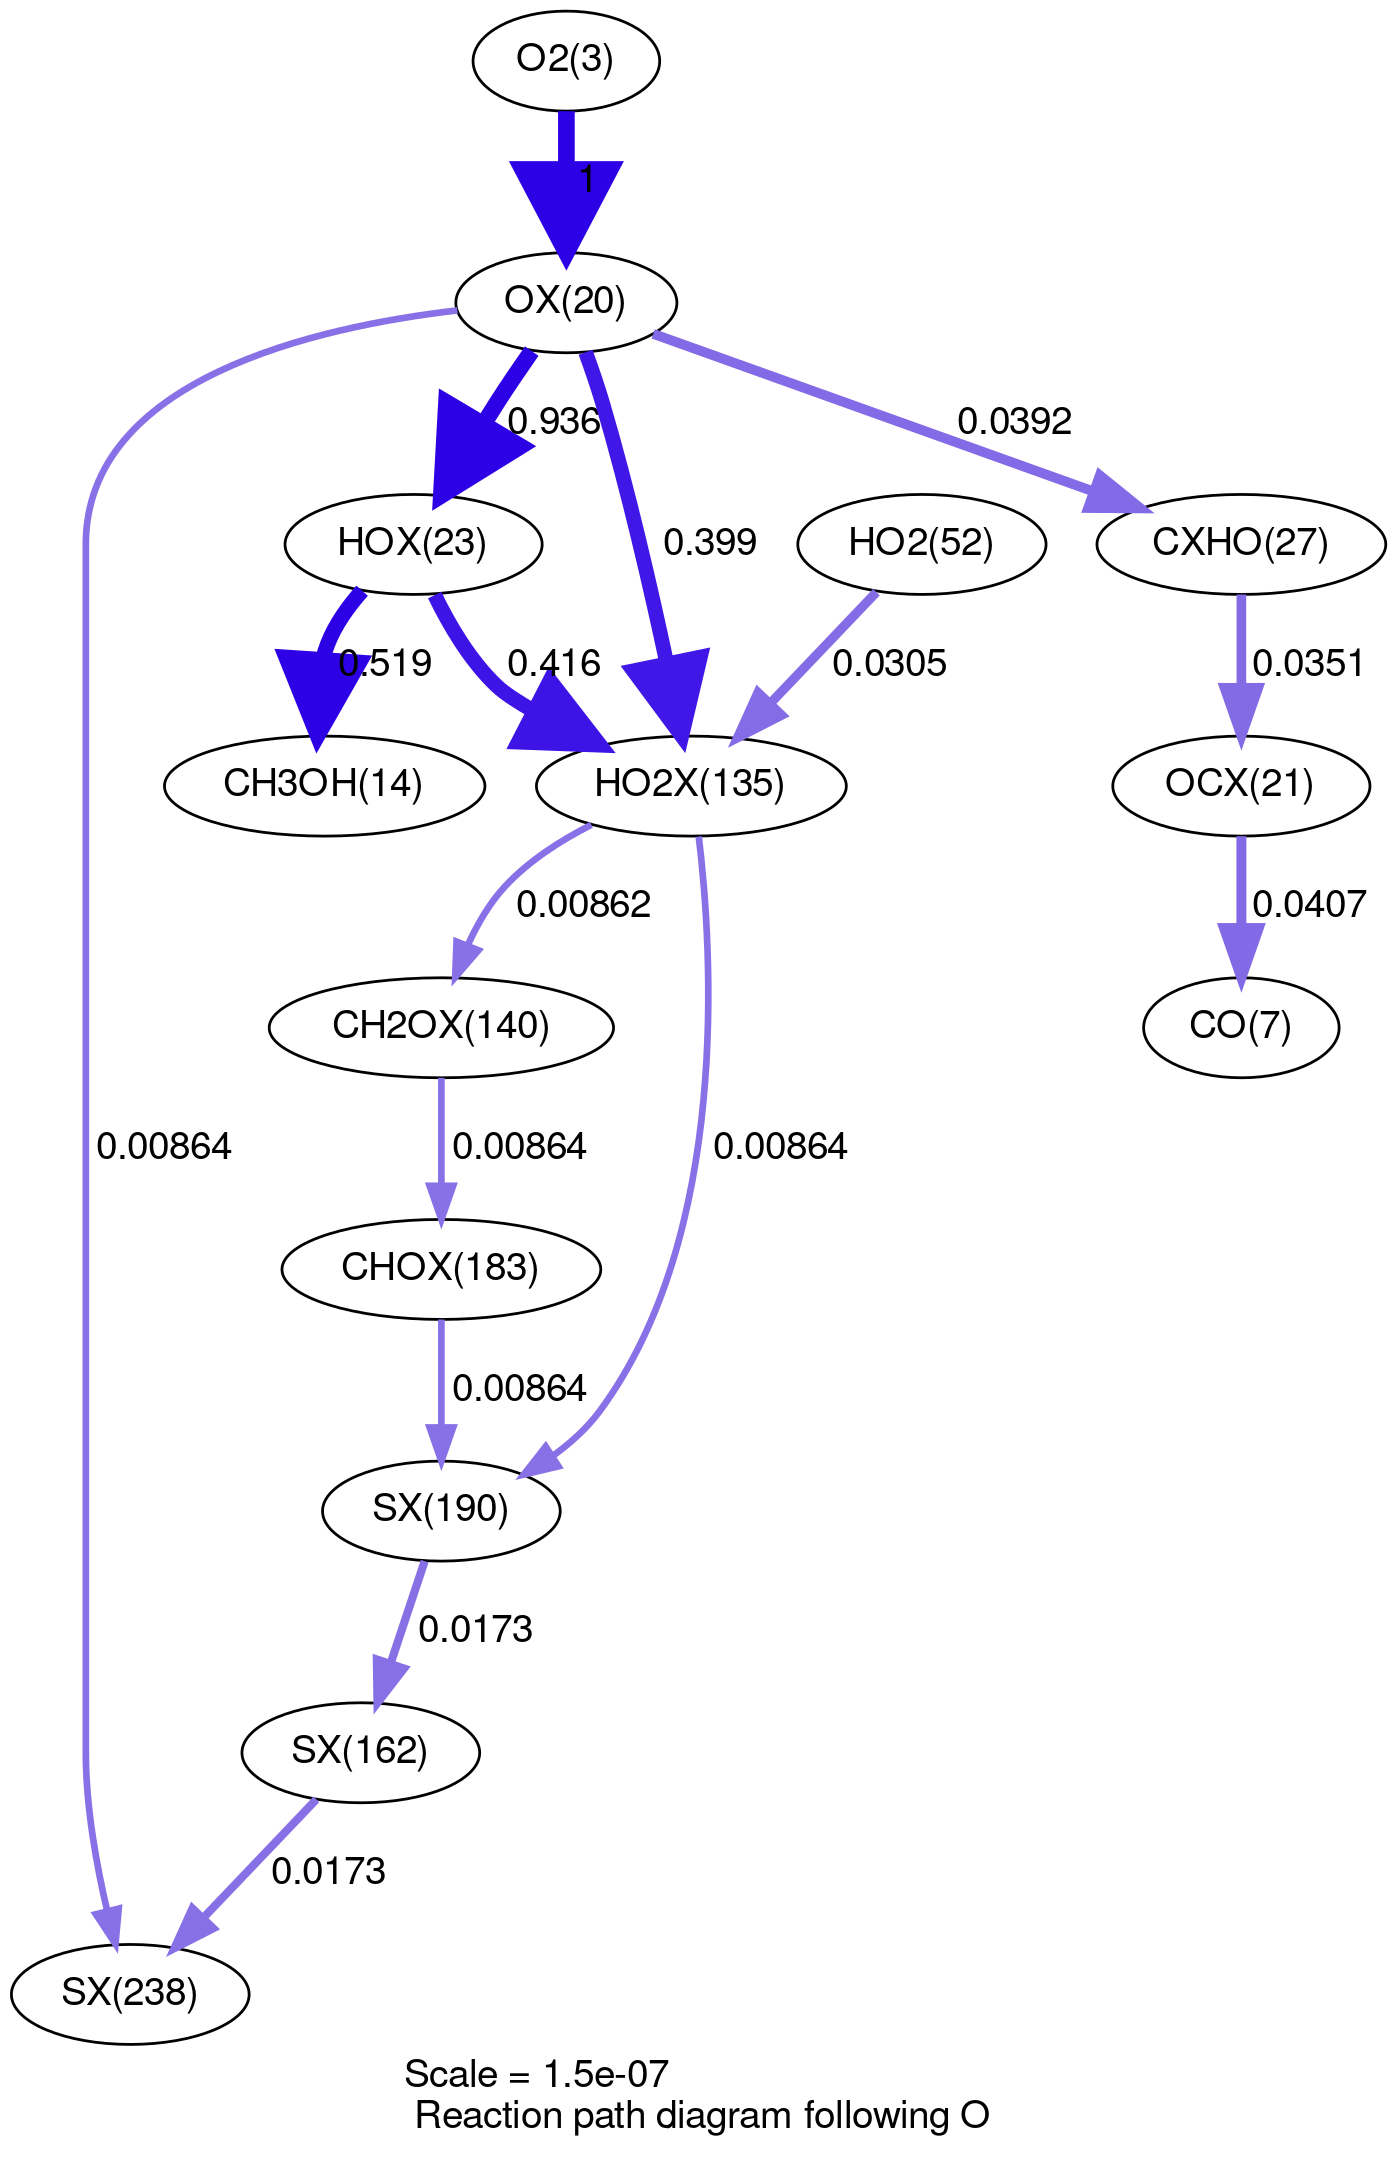 O2(3)
1
OX(20)
0.936
0.0392
HOX(23)
0.399
HO2(52)
CXHO(27)
0.519
0.416
0.0305
0.0351
CH3OH(14)
HO2X(135)
OCX(21)
0.00862
0.0407
CH2OX(140)
CO(7)
0.00864
0.00864
0.00864
CHOX(183)
0.00864
SX(190)
0.0173
SX(162)
0.0173
SX(238)
Scale = 1.5e-07
Reaction path diagram following O